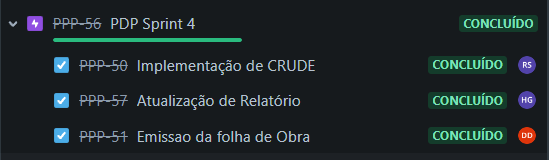 PPP-56 PDP Sprint 4 CONCLUÍDO
PPP-50 Implementação de CRUDE CONCLUÍDO RS
PPP-57 Atualização de Relatório CONCLUÍDO HG
PPP-51 Emissao da folha de Obra CONCLUÍDO DD